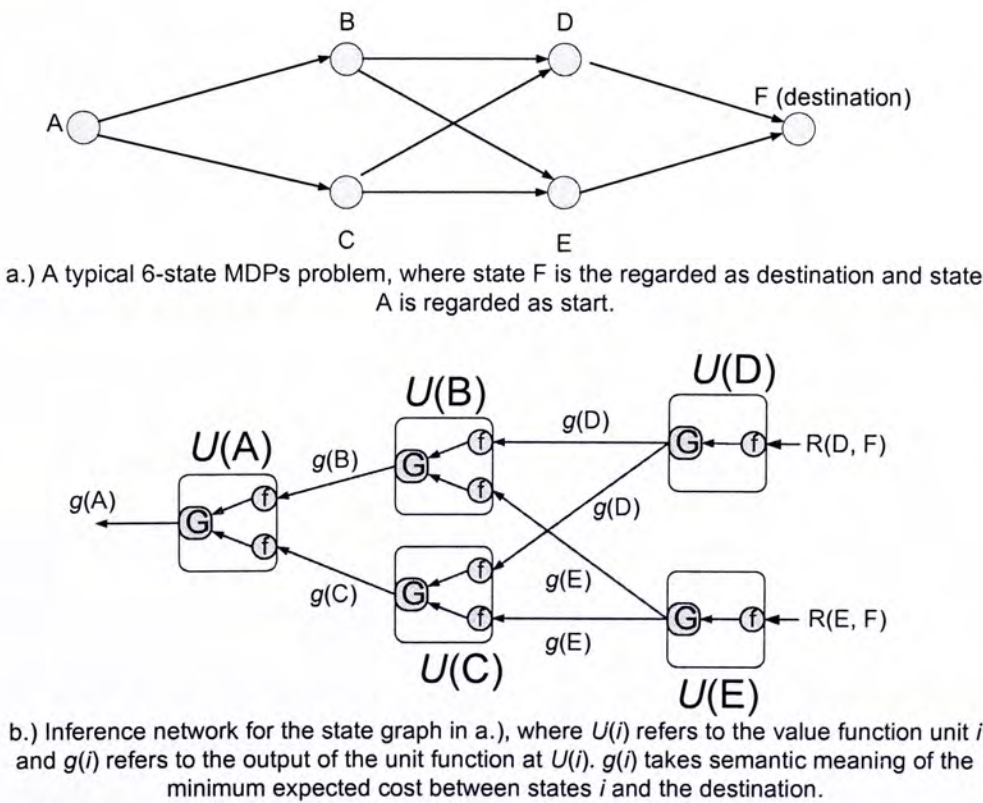 B
D
A
F (destination)
C
E
a.) A typical 6-state MDPs problem, where state F is the regarded as destination and state
A is regarded as start.
U(D)
U(B)
g(D)
G
f
R(D, F)
U(A)
g(B)
f
G
f
g(A)
f
G
g(D)
f
f
g(C)
G
g(E)
f
g(E)
G
f
R(E, F)
U(C)
U(E)
b.) Inference network for the state graph in a.), where U(i) refers to the value function unit i
and g(i) refers to the output of the unit function at U(i). g(i) takes semantic meaning of the
minimum expected cost between states i and the destination.